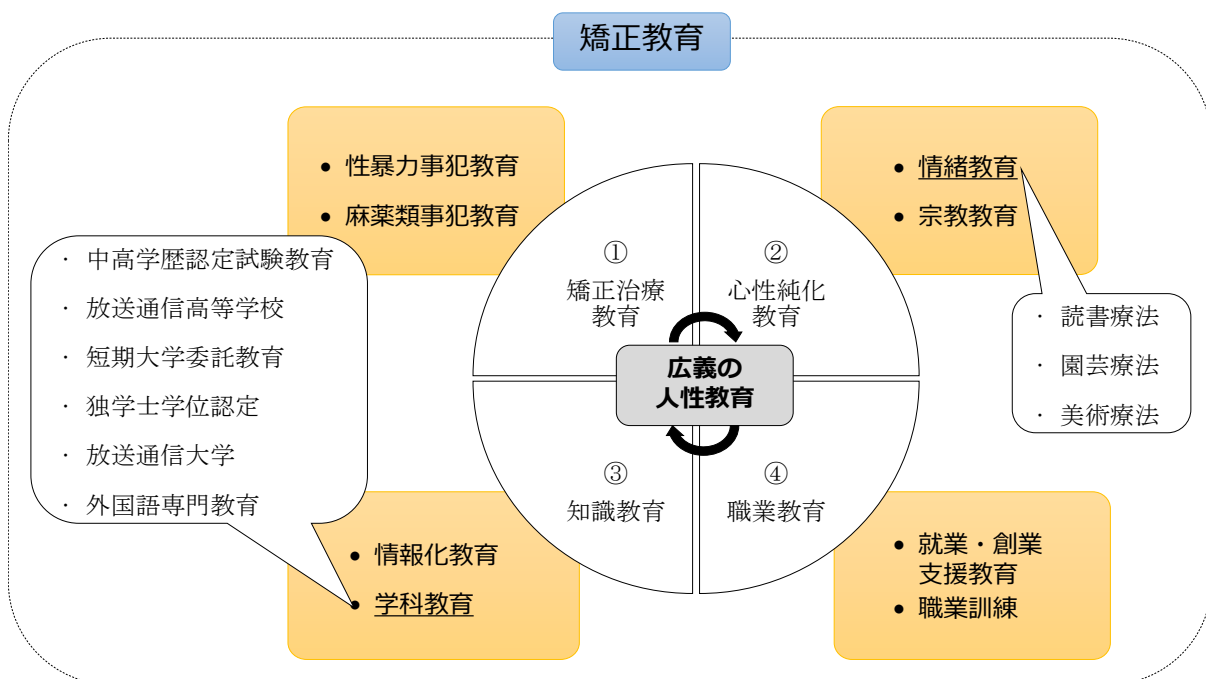 矯正教育
• 性暴力事犯教育
• 麻薬類事犯教育
• 情緒教育
• 宗教教育
· 中高学歴認定試験教育
· 放送通信高等学校
· 短期大学委託教育
· 独学士学位認定
· 放送通信大学
· 外国語専門教育
①
矯正治療
教育
②
心性純化
教育
· 読書療法
· 園芸療法
· 美術療法
広義の
人性教育
③
知識教育
④
職業教育
• 情報化教育
• 学科教育
• 就業・創業
支援教育
• 職業訓練